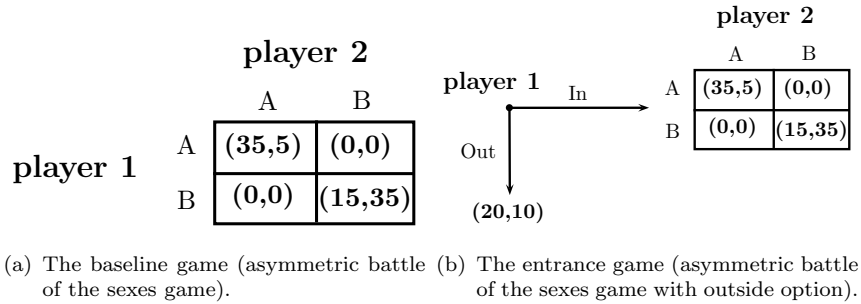 player 2
A B
player 1
A (35,5) (0,0)
B (0,0) (15,35)
(a) The baseline game (asymmetric battle
of the sexes game).
player 2
A B
player 1
In
A (35,5) (0,0)
B (0,0) (15,35)
Out
(20,10)
(b) The entrance game (asymmetric battle
of the sexes game with outside option).